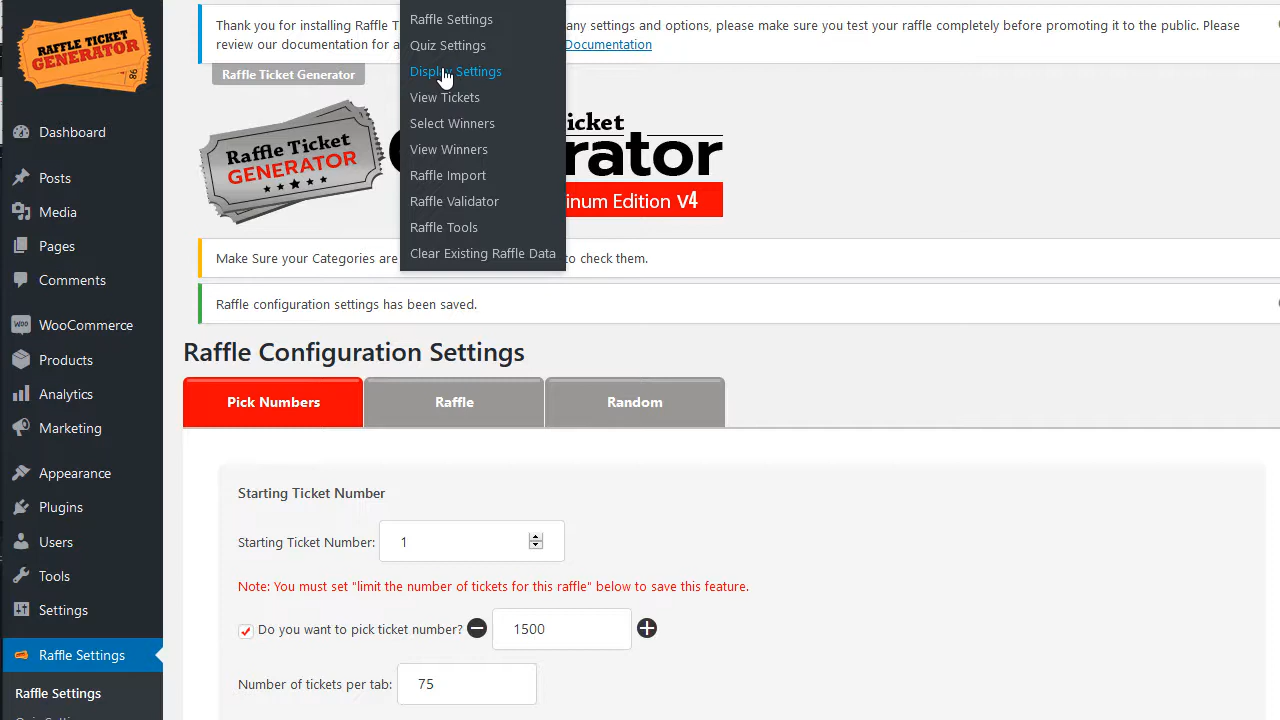 RAFFLE TICKET
GENERATOR
98
Dashboard
Posts
Media
Pages
Comments
WooCommerce
Products
Analytics
Marketing
Appearance
Plugins
Users
Tools
Settings
Raffle Settings
Raffle Settings
Thank you for installing Raffle T
any settings and options, please make sure you test your raffle completely before promoting it to the public. Please
review our documentation for a
Documentation
Raffle Ticket Generator
Raffle Settings
Quiz Settings
Display Settings
View Tickets
Select Winners
View Winners
Raffle Import
Raffle Validator
Raffle Tools
Clear Existing Raffle Data
Raffle Ticket
GENERATOR
icket
rator
inum Edition V4
Make Sure your Categories are
to check them.
Raffle configuration settings has been saved.
Raffle Configuration Settings
Pick Numbers
Raffle
Random
Starting Ticket Number
Starting Ticket Number: 1
Note: You must set "limit the number of tickets for this raffle" below to save this feature.
Do you want to pick ticket number? 1500
Number of tickets per tab: 75